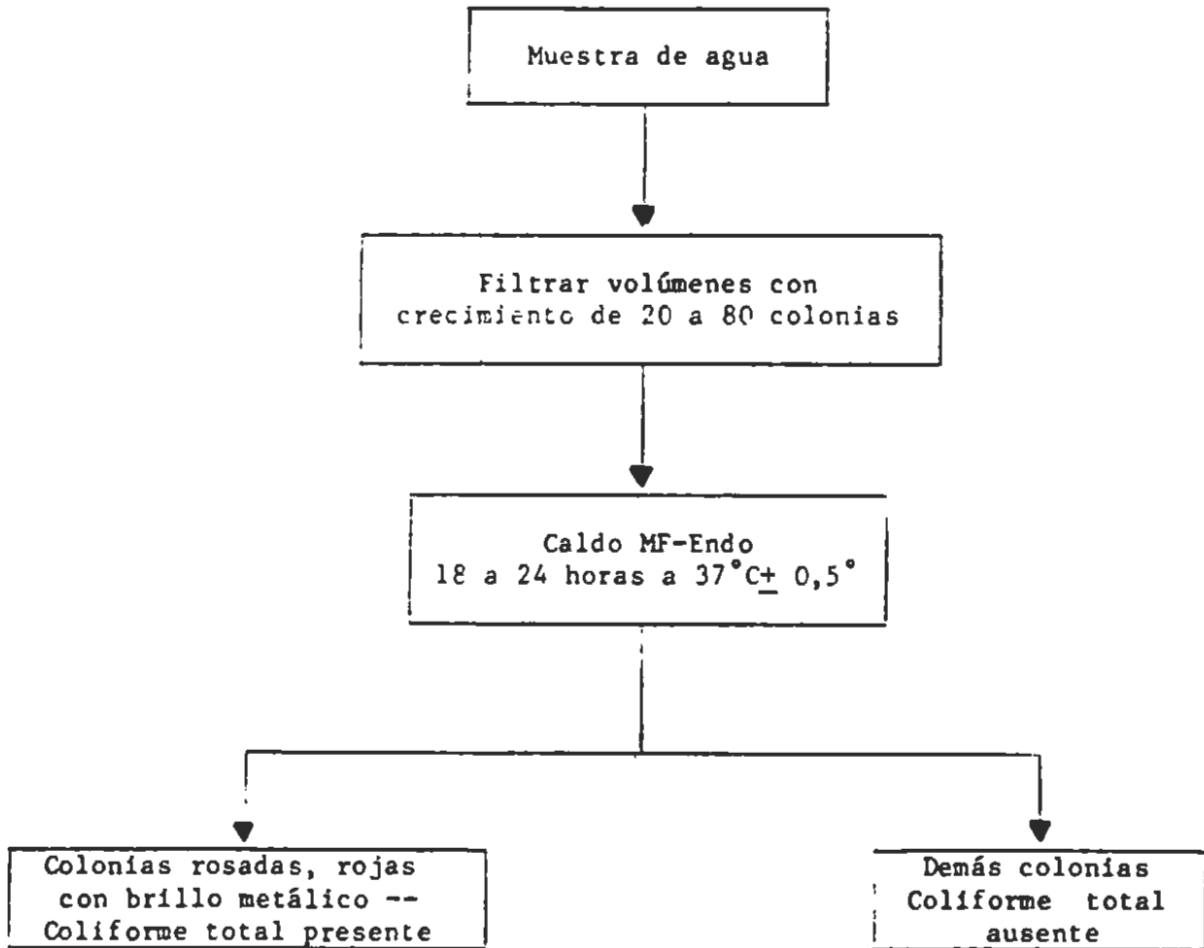 Muestra de agua
Filtrar volúmenes con
crecimiento de 20 a 80 colonias
Caldo MF-Endo
18 a 24 horas a 37°C± 0,5°
Colonias rosadas, rojas
con brillo metálico --
Coliforme total presente
Demás colonias
Coliforme total
ausente